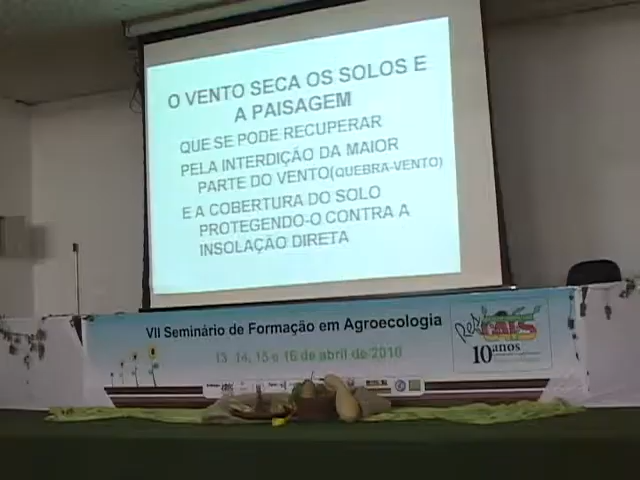 O VENTO SECA OS SOLOS E
A PAISAGEM
QUE SE PODE RECUPERAR
PELA INTERDIÇÃO DA MAIOR
PARTE DO VENTO(QUEBRA-VENTO)
E A COBERTURA DO SOLO
PROTEGENDO-O CONTRA A
INSOLAÇÃO DIRETA
VII Seminário de Formação em Agroecologia
13 14, 15 e 16 de abril de 2016
10 anos